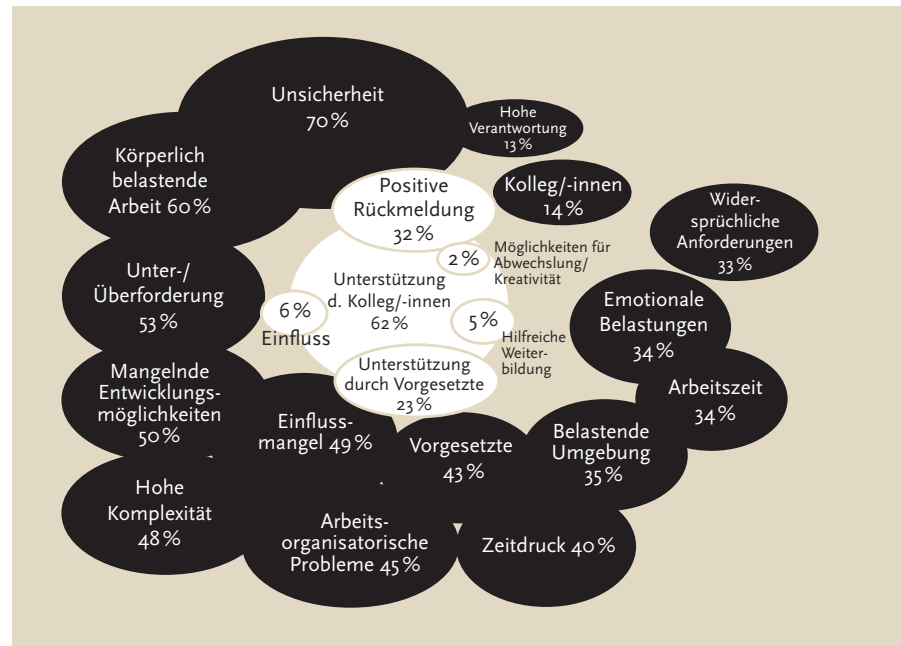 Unsicherheit
70 %
Hohe
Verantwortung
13 %
Körperlich
belastende
Arbeit 60 %
Positive
Rückmeldung
32 %
Kolleg/-innen
14 %
Wider-
sprüchliche
Anforderungen
33 %
2 %
Möglichkeiten für
Abwechslung/
Kreativität
Unter-/
Überforderung
53 %
Unterstützung
d. Kolleg/-innen
62 %
6 %
Einfluss
5 %
Hilfreiche
Weiter-
bildung
Emotionale
Belastungen
34 %
Unterstützung
durch Vorgesetzte
23 %
Mangelnde
Entwicklungs-
möglichkeiten
50 %
Arbeitszeit
34 %
Einfluss-
mangel 49 %
Vorgesetzte
43 %
Belastende
Umgebung
35 %
Hohe
Komplexität
48 %
Arbeits-
organisatorische
Probleme 45 %
Zeitdruck 40 %